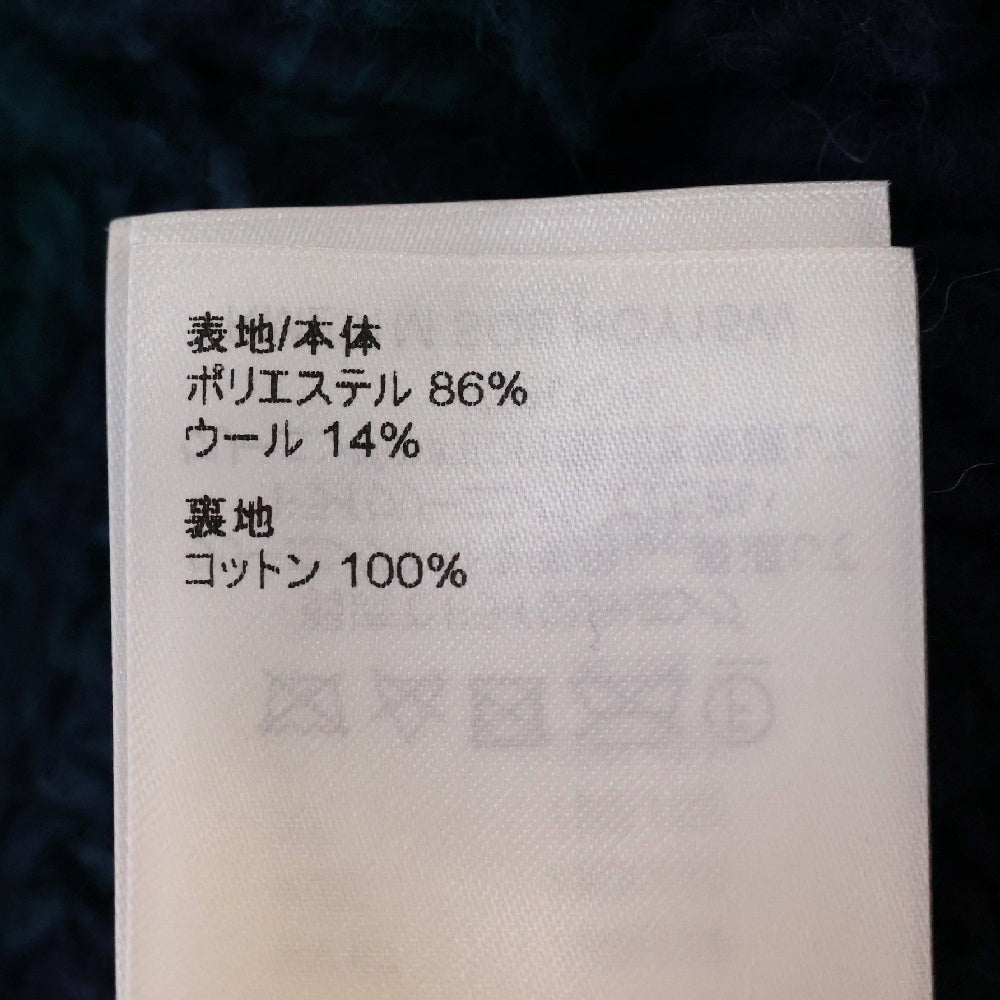 表地/本体
ポリエステル 86%
ウール 14%
裏地
コットン 100%